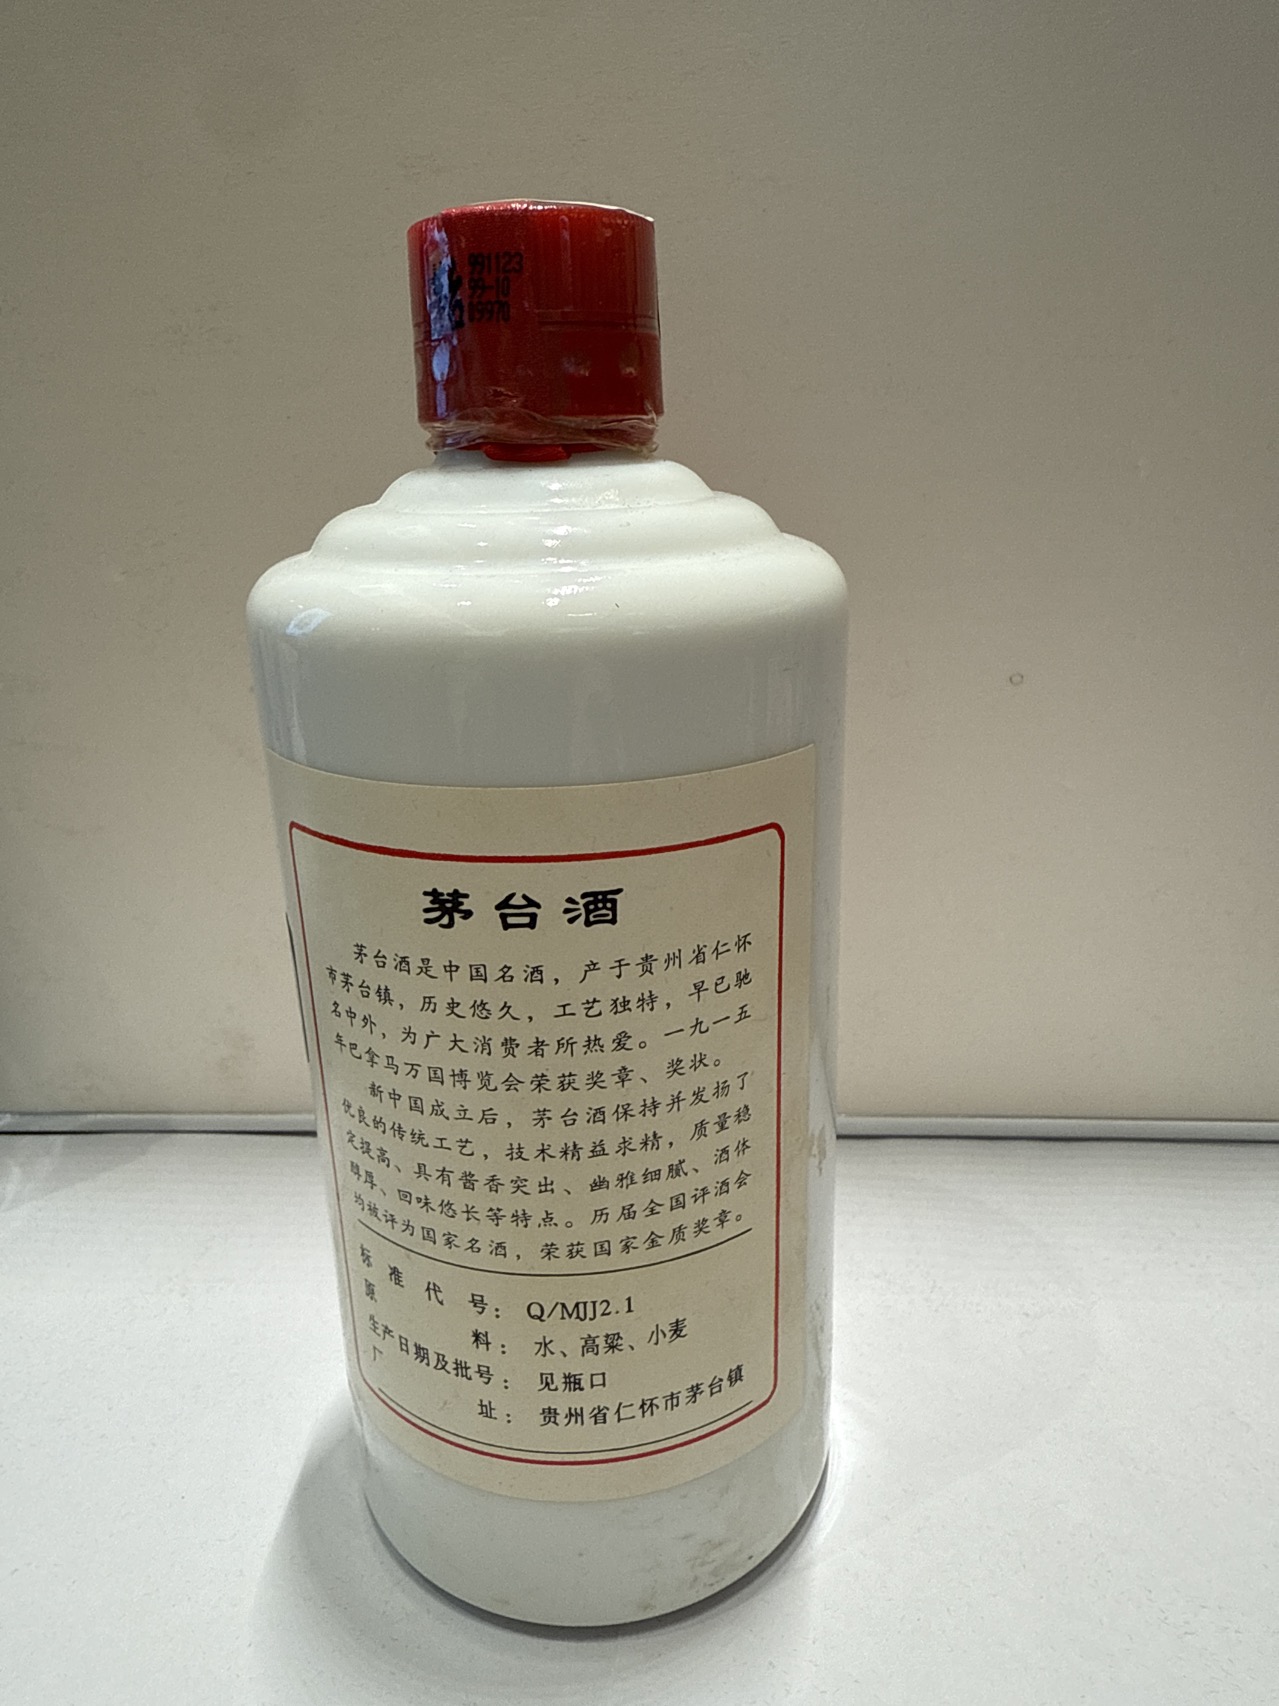 991123
99-10
09970
茅台酒
茅台酒是中国名酒，产于贵州省仁怀
市茅台镇，历史悠久，工艺独特，早已驰
名中外，为广大消费者所热爱。一九一五
年巴拿马万国博览会荣获奖章、奖状。
新中国成立后，茅台酒保持并发扬了
优良的传统工艺，技术精益求精，质量稳
定提高、具有酱香突出、幽雅细腻、酒体
醇厚、回味悠长等特点。历届全国评酒会
均被评为国家名酒，荣获国家金质奖章。
标准代号：Q/MJJ2.1
原料：水、高粱、小麦
生产日期及批号：见瓶口
厂址：贵州省仁怀市茅台镇